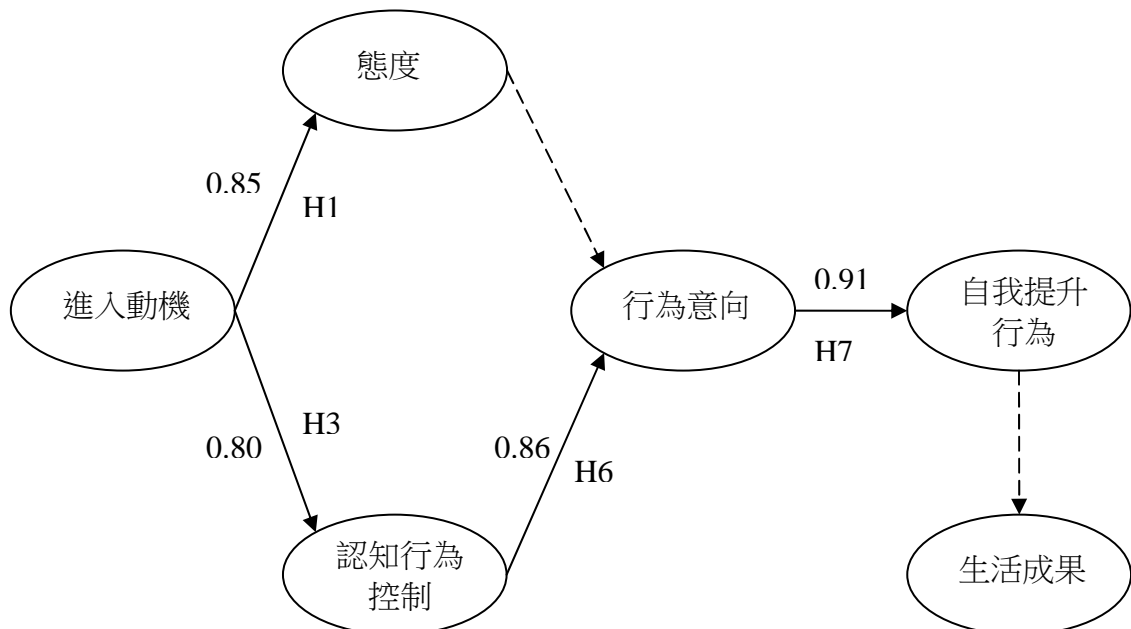 態度
0.85
H1
進入動機
行為意向
0.91
H7
自我提升
行為
H3
0.80
0.86
H6
認知行為
控制
生活成果